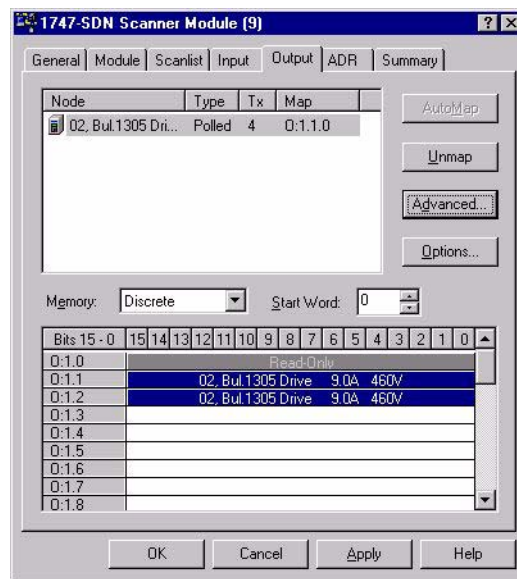 1747-SDN Scanner Module (9)
General Module Scanlist Input Output ADR Summary
Node Type Tx Map
02, Bul.1305 Dri... Polled 4 O:1.1.0
AutoMap
Unmap
Advanced...
Options...
Memory: Discrete Start Word: 0
Bits 15 - 0 15 14 13 12 11 10 9 8 7 6 5 4 3 2 1 0
O:1.0 Read-Only
O:1.1 02, Bul.1305 Drive 9.0A 460V
O:1.2 02, Bul.1305 Drive 9.0A 460V
O:1.3
O:1.4
O:1.5
O:1.6
O:1.7
O:1.8
OK Cancel Apply Help